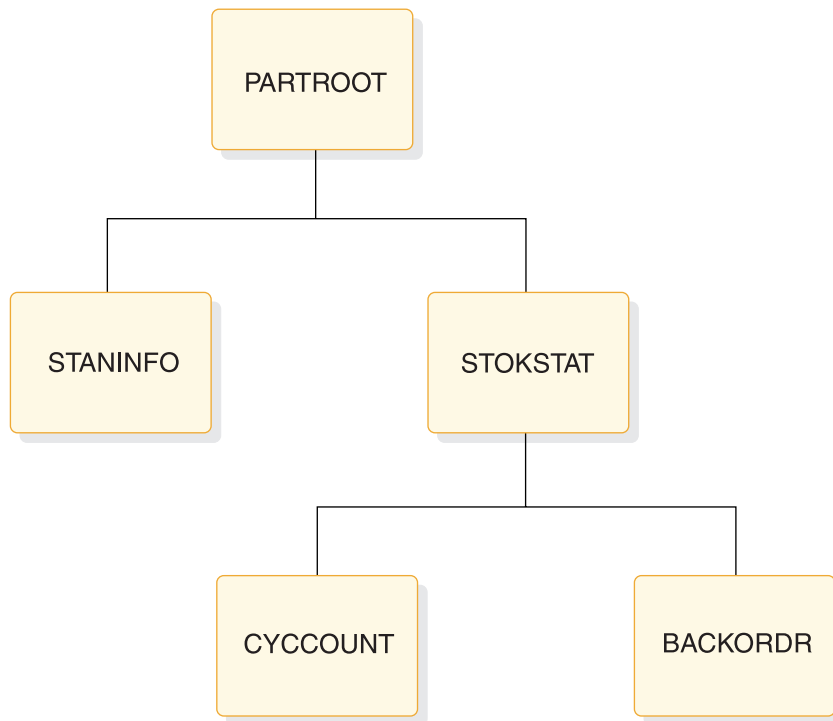 PARTROOT
STANINFO
STOKSTAT
CYCCOUNT
BACKORDR